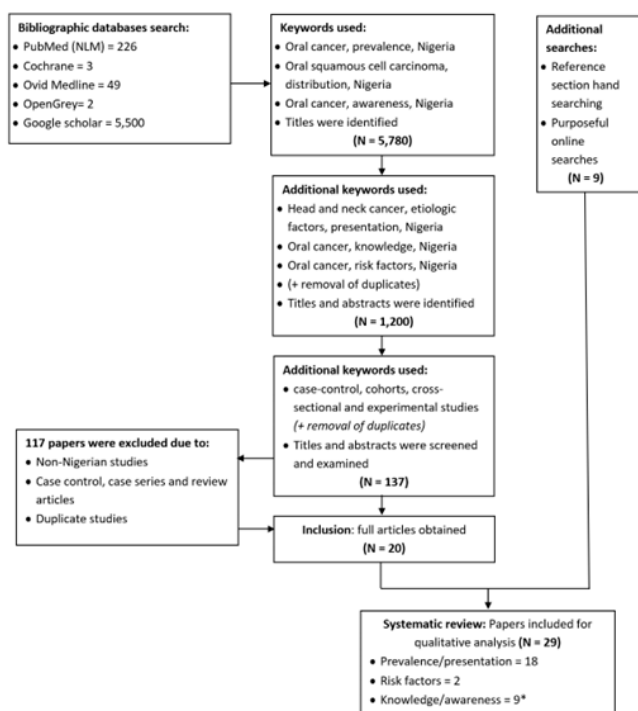 Bibliographic databases search:
• PubMed (NLM) = 226
• Cochrane = 3
• Ovid Medline = 49
• OpenGrey= 2
• Google scholar = 5,500
Keywords used:
• Oral cancer, prevalence, Nigeria
• Oral squamous cell carcinoma,
distribution, Nigeria
• Oral cancer, awareness, Nigeria
• Titles were identified
(N = 5,780)
Additional
searches:
• Reference
section hand
searching
• Purposeful
online
searches
(N = 9)
Additional keywords used:
• Head and neck cancer, etiologic
factors, presentation, Nigeria
• Oral cancer, knowledge, Nigeria
• Oral cancer, risk factors, Nigeria
• (+ removal of duplicates)
• Titles and abstracts were identified
(N = 1,200)
Additional keywords used:
• case-control, cohorts, cross-
sectional and experimental studies
(+ removal of duplicates)
• Titles and abstracts were screened
and examined
(N = 137)
117 papers were excluded due to:
• Non-Nigerian studies
• Case control, case series and review
articles
• Duplicate studies
Inclusion: full articles obtained
(N = 20)
Systematic review: Papers included for
qualitative analysis (N = 29)
• Prevalence/presentation = 18
• Risk factors = 2
• Knowledge/awareness = 9*